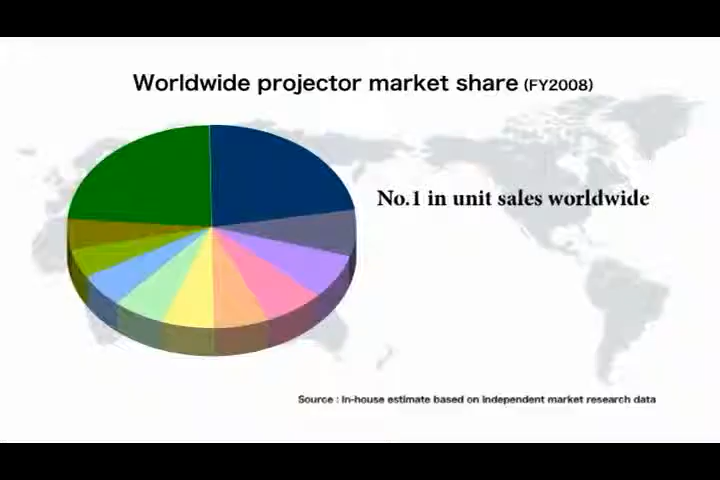 Worldwide projector market share (FY2008)
No.1 in unit sales worldwide
Source : In-house estimate based on independent market research data